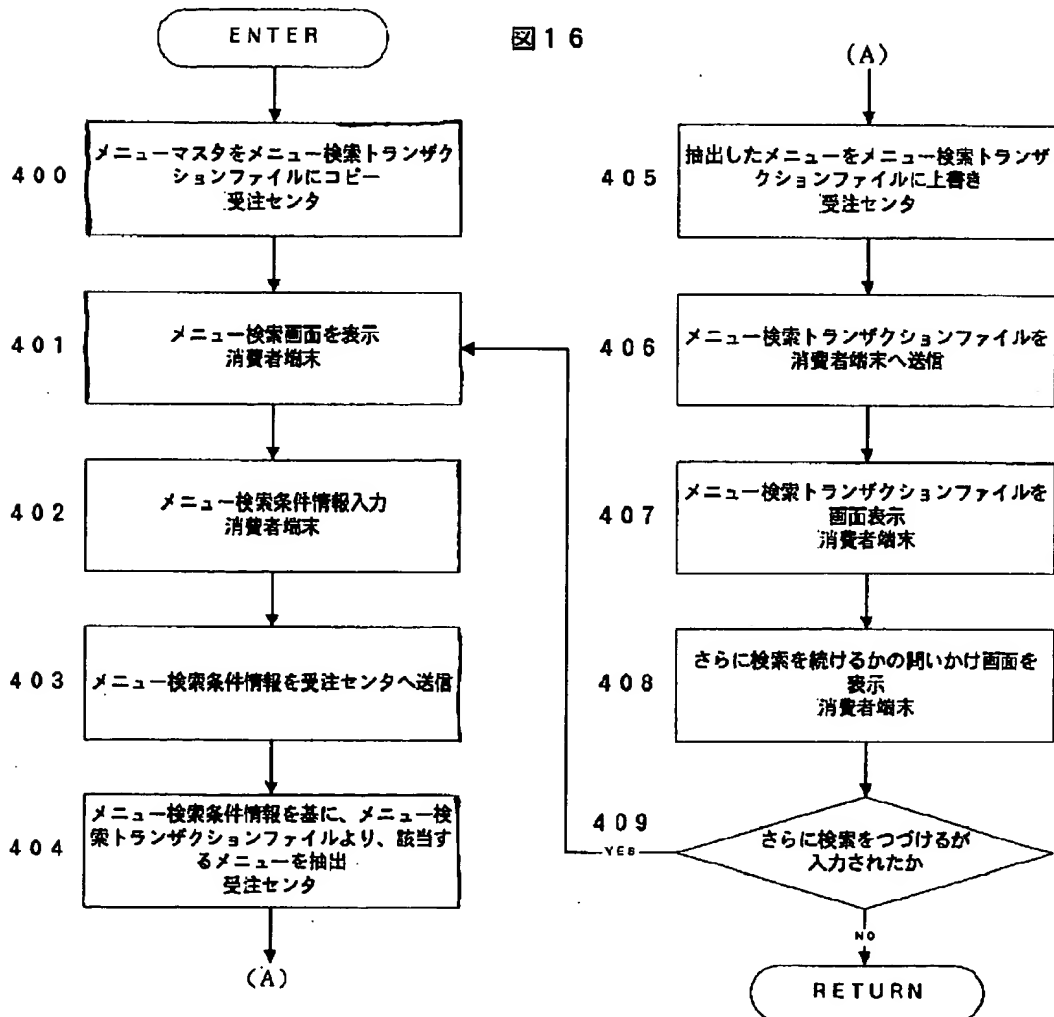 図16
ENTER
400
メニューマスタをメニュー検索トランザク
ションファイルにコピー
受注センタ
401
メニュー検索画面を表示
消費者端末
402
メニュー検索条件情報入力
消費者端末
403
メニュー検索条件情報を受注センタへ送信
404
メニュー検索条件情報を基に、メニュー検
索トランザクションファイルより、該当す
るメニューを抽出
受注センタ
(A)
(A)
405
抽出したメニューをメニュー検索トランザ
クションファイルに上書き
受注センタ
406
メニュー検索トランザクションファイルを
消費者端末へ送信
407
メニュー検索トランザクションファイルを
画面表示
消費者端末
408
さらに検索を続けるかの問いかけ画面を
表示
消費者端末
409
さらに検索をつづけるが
入力されたか
YES
NO
RETURN